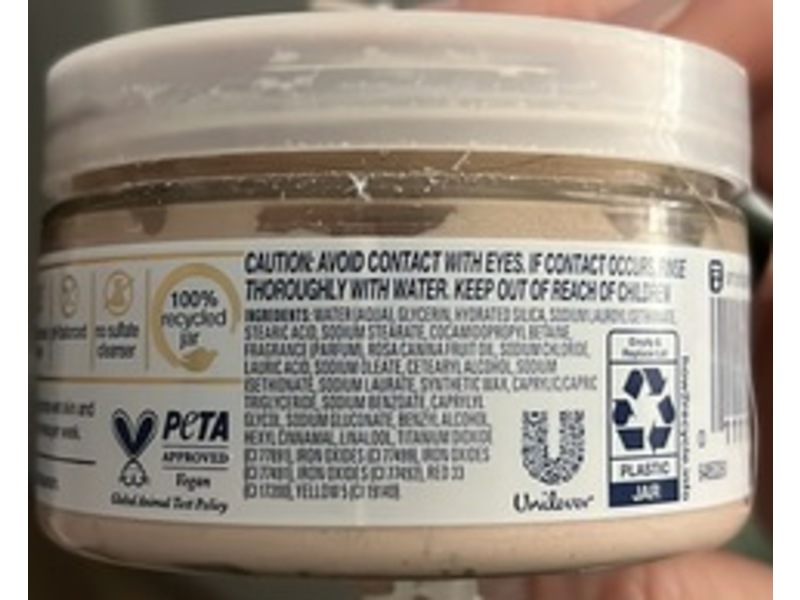 CAUTION: AVOID CONTACT WITH EYES. IF CONTACT OCCURS, RINSE
THOROUGHLY WITH WATER. KEEP OUT OF REACH OF CHILDREN
INGREDIENTS: WATER (AQUA), GLYCERIN, HYDRATED SILICA, SODIUM LAUROYL ISETHIONATE,
STEARIC ACID, SODIUM STEARATE, COCAMIDOPROPYL BETAINE,
FRAGRANCE (PARFUM), ROSA CANINA FRUIT OIL, SODIUM CHLORIDE,
LAURIC ACID, SODIUM OLEATE, CETEARYL ALCOHOL, SODIUM
ISETHIONATE, SODIUM LAURATE, SYNTHETIC WAX, CAPRYLIC/CAPRIC
TRIGLYCERIDE, SODIUM BENZOATE, CAPRYLYL
GLYCOL, SODIUM GLUCONATE, BENZYL ALCOHOL,
HEXYL CINNAMAL, LINALOOL, TITANIUM DIOXIDE
(CI 77891), IRON OXIDES (CI 77499), IRON OXIDES
(CI 77491), IRON OXIDES (CI 77492), RED 33
(CI 17200), YELLOW 5 (CI 19140).
100%
recycled
jar
no sulfate
cleanser
PETA
APPROVED
Vegan
Global Animal Test Policy
Unilever
Empty &
Replace Lid
PLASTIC
JAR
how2recycle.info